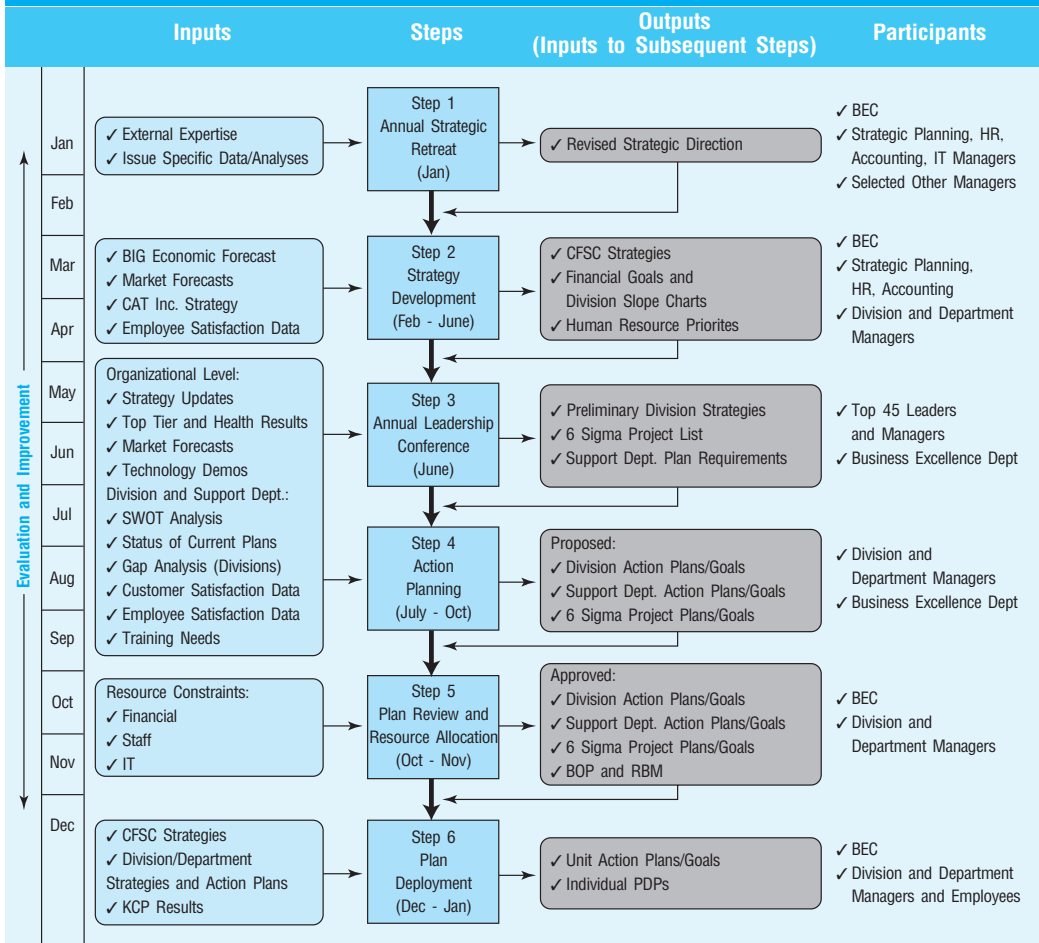 Inputs
Steps
Outputs
(Inputs to Subsequent Steps)
Participants
Evaluation and Improvement
Jan
Feb
Mar
Apr
May
Jun
Jul
Aug
Sep
Oct
Nov
Dec
✓ External Expertise
✓ Issue Specific Data/Analyses
Step 1
Annual Strategic
Retreat
(Jan)
✓ Revised Strategic Direction
✓ BEC
✓ Strategic Planning, HR,
Accounting, IT Managers
✓ Selected Other Managers
✓ BIG Economic Forecast
✓ Market Forecasts
✓ CAT Inc. Strategy
✓ Employee Satisfaction Data
Step 2
Strategy
Development
(Feb - June)
✓ CFSC Strategies
✓ Financial Goals and
Division Slope Charts
✓ Human Resource Priorites
✓ BEC
✓ Strategic Planning,
HR, Accounting
✓ Division and Department
Managers
Organizational Level:
✓ Strategy Updates
✓ Top Tier and Health Results
✓ Market Forecasts
✓ Technology Demos
Division and Support Dept.:
✓ SWOT Analysis
✓ Status of Current Plans
✓ Gap Analysis (Divisions)
✓ Customer Satisfaction Data
✓ Employee Satisfaction Data
✓ Training Needs
Step 3
Annual Leadership
Conference
(June)
✓ Preliminary Division Strategies
✓ 6 Sigma Project List
✓ Support Dept. Plan Requirements
✓ Top 45 Leaders
and Managers
✓ Business Excellence Dept
Step 4
Action
Planning
(July - Oct)
Proposed:
✓ Division Action Plans/Goals
✓ Support Dept. Action Plans/Goals
✓ 6 Sigma Project Plans/Goals
✓ Division and
Department Managers
✓ Business Excellence Dept
Resource Constraints:
✓ Financial
✓ Staff
✓ IT
Step 5
Plan Review and
Resource Allocation
(Oct - Nov)
Approved:
✓ Division Action Plans/Goals
✓ Support Dept. Action Plans/Goals
✓ 6 Sigma Project Plans/Goals
✓ BOP and RBM
✓ BEC
✓ Division and
Department Managers
✓ CFSC Strategies
✓ Division/Department
Strategies and Action Plans
✓ KCP Results
Step 6
Plan
Deployment
(Dec - Jan)
✓ Unit Action Plans/Goals
✓ Individual PDPs
✓ BEC
✓ Division and Department
Managers and Employees